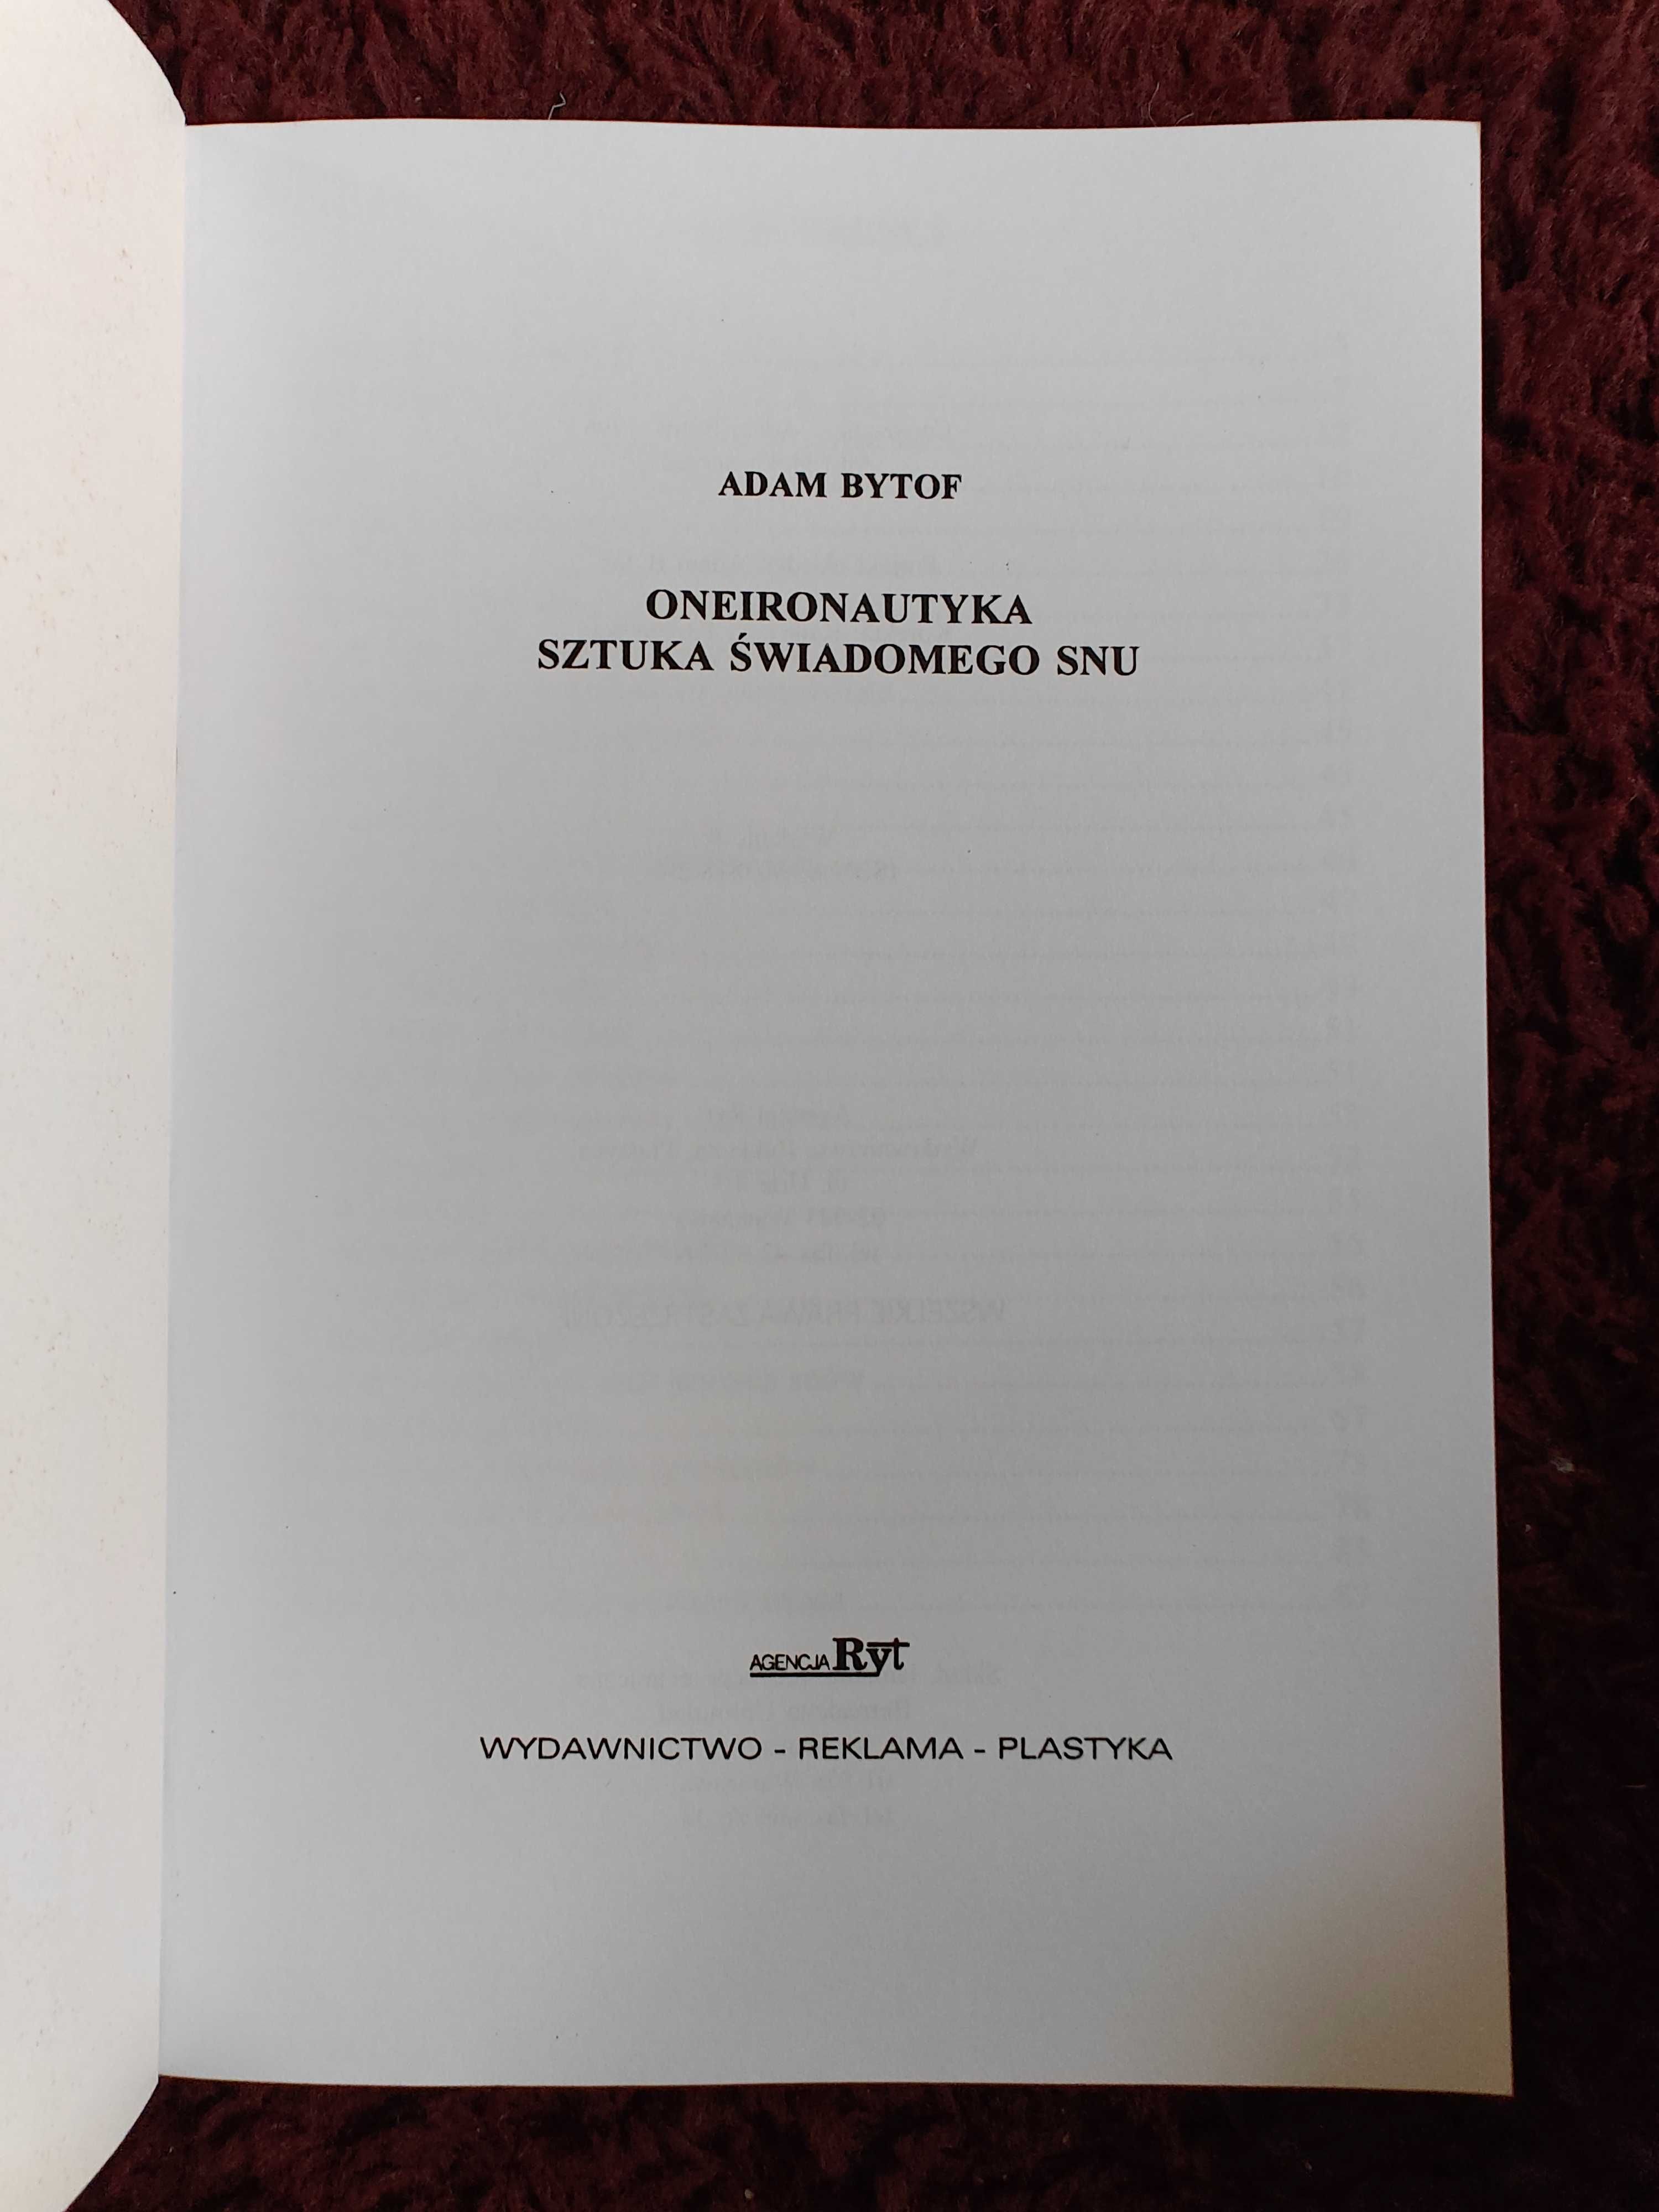 ADAM BYTOF
ONEIRONAUTYKA
SZTUKA ŚWIADOMEGO SNU
AGENCJA Ryt
WYDAWNICTWO - REKLAMA - PLASTYKA